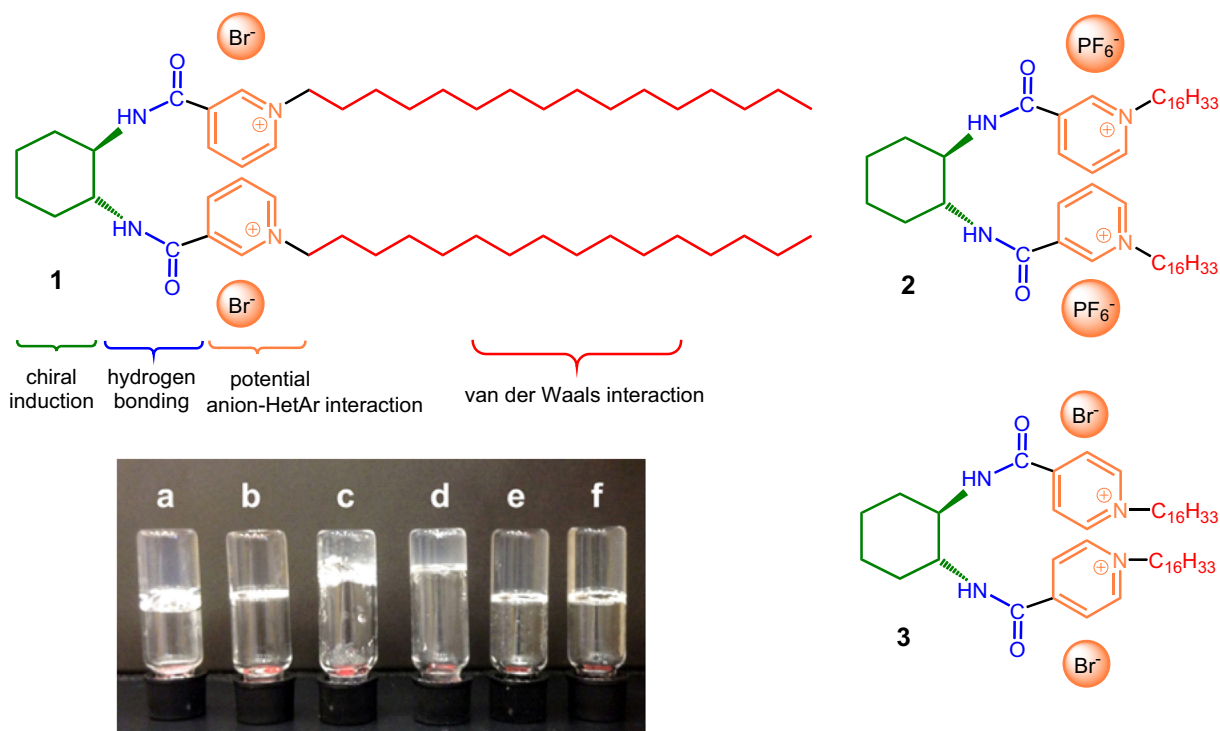 Br⁻
O
C
HN
N
⊕
HN
C
O
N
⊕
1
Br⁻
chiral
induction
hydrogen
bonding
potential
anion-HetAr interaction
van der Waals interaction
PF₆⁻
O
C
HN
N
⊕
C₁₆H₃₃
HN
C
O
N
⊕
C₁₆H₃₃
2
PF₆⁻
Br⁻
O
C
HN
N
⊕
C₁₆H₃₃
HN
C
O
N
⊕
C₁₆H₃₃
3
Br⁻
a b c d e f